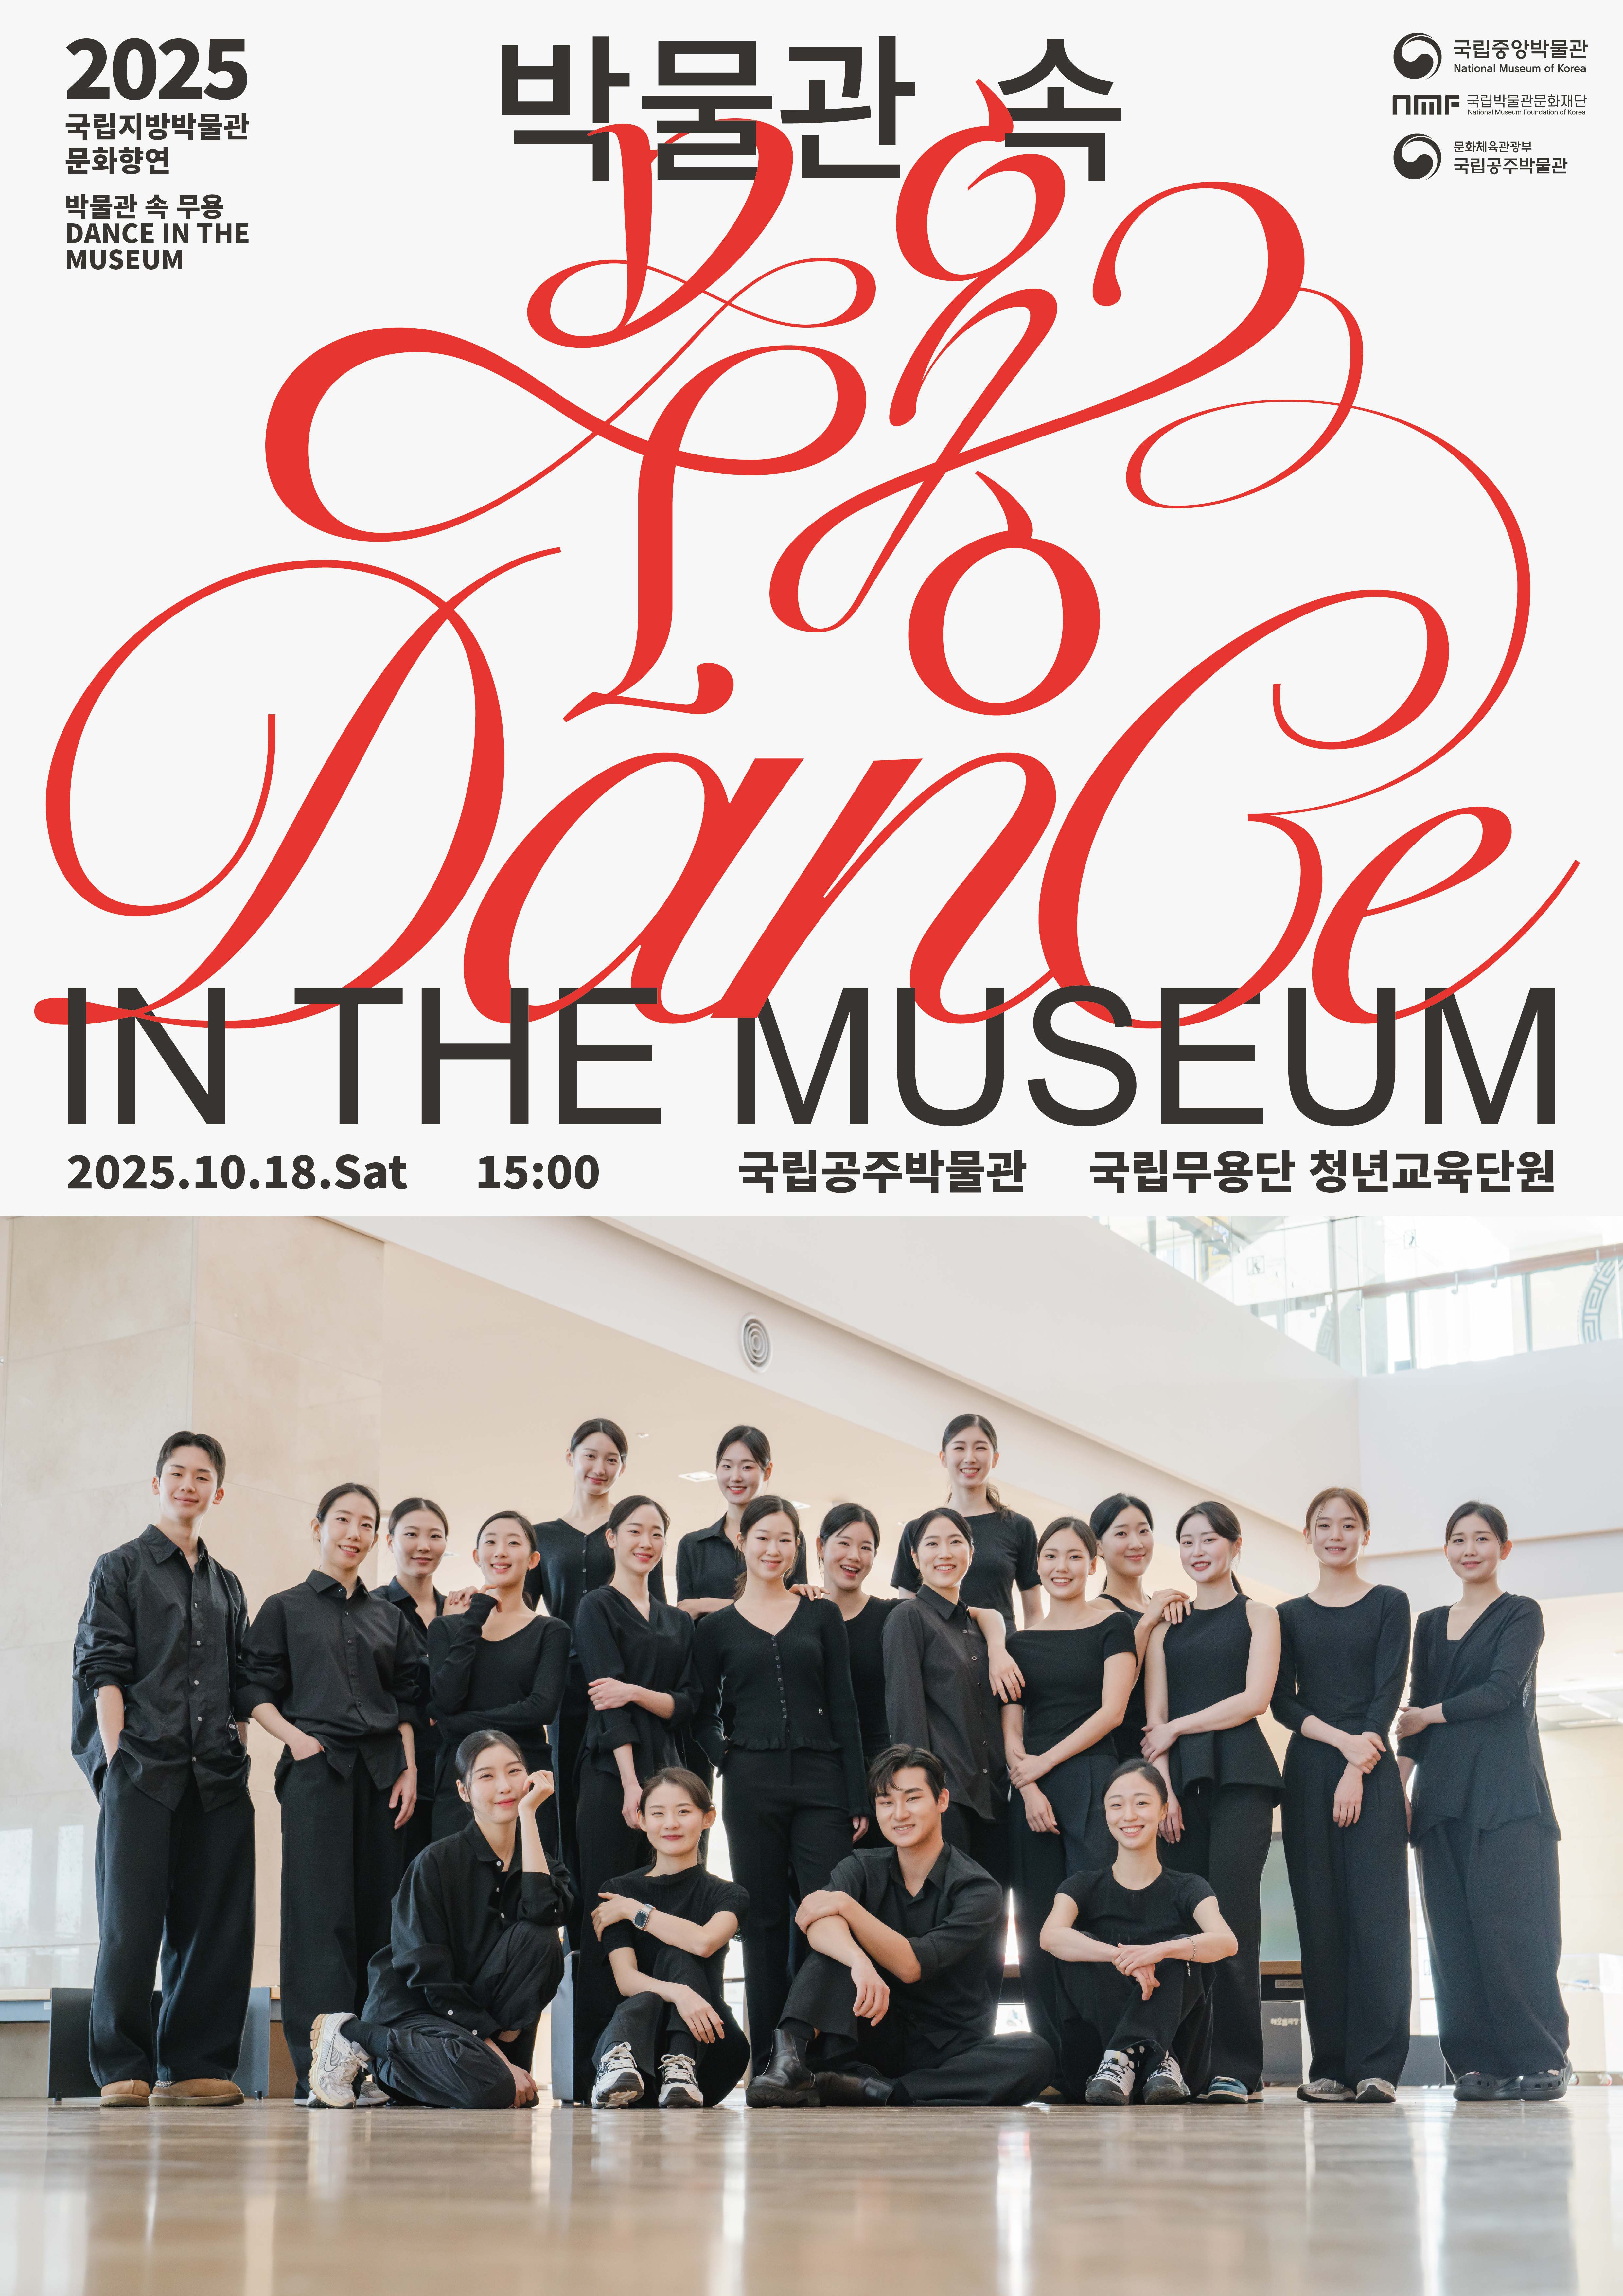 2025
국립지방박물관
문화향연
박물관 속 무용
DANCE IN THE
MUSEUM
국립중앙박물관
National Museum of Korea
nmF 국립박물관문화재단
National Museum Foundation of Korea
문화체육관광부
국립공주박물관
박물관 속
무용
Dance
IN THE MUSEUM
2025.10.18.Sat 15:00 국립공주박물관 국립무용단 청년교육단원